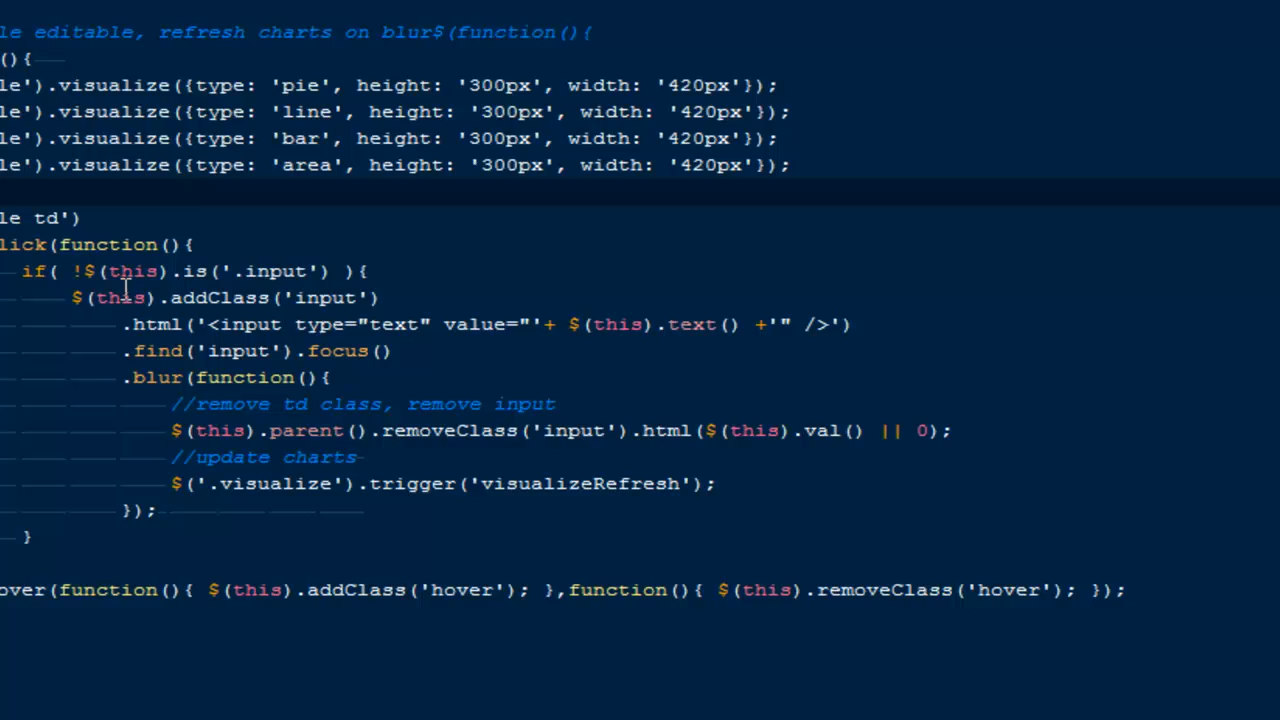 le editable, refresh charts on blur$(function(){
(){
le').visualize({type: 'pie', height: '300px', width: '420px'});
le').visualize({type: 'line', height: '300px', width: '420px'});
le').visualize({type: 'bar', height: '300px', width: '420px'});
le').visualize({type: 'area', height: '300px', width: '420px'});
le td')
lick(function(){
if( !$(this).is('.input') ){
$(this).addClass('input')
.html('<input type="text" value="'+ $(this).text() +'" />')
.find('input').focus()
.blur(function(){
//remove td class, remove input
$(this).parent().removeClass('input').html($(this).val() || 0);
//update charts
$('.visualize').trigger('visualizeRefresh');
});
}
over(function(){ $(this).addClass('hover'); },function(){ $(this).removeClass('hover'); });